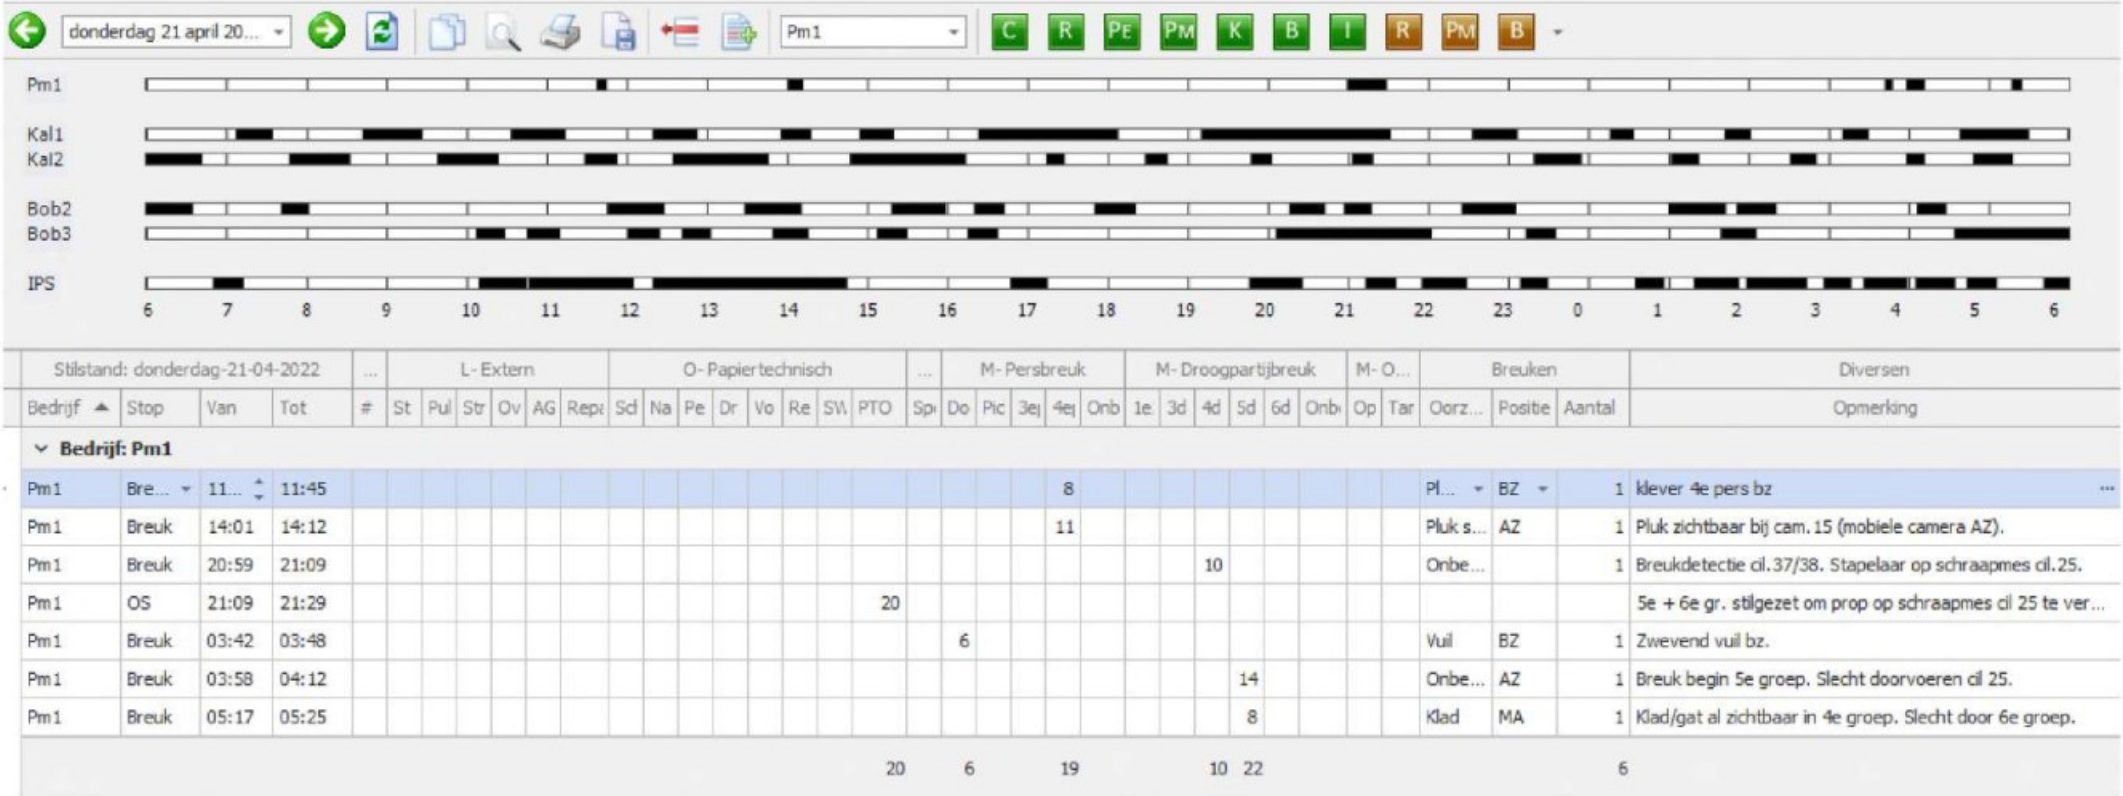 donderdag 21 april 20... Pm1 C R PE PM K B I R PM B
Pm1
Kal1
Kal2
Bob2
Bob3
IPS
6 7 8 9 10 11 12 13 14 15 16 17 18 19 20 21 22 23 0 1 2 3 4 5 6
Stilstand: donderdag-21-04-2022 ... L- Extern O- Papiertechnisch ... M- Persbreuk M- Droogpartijbreuk M- O... Breuken Diversen
Bedrijf Stop Van Tot # St Pul Str Ov AG Repa Sch Na Pe Dr Vo Re SW PTO Spe Do Pic 3ej 4ej Onb 1e 3d 4d 5d 6d Onb Op Tar Oorz... Positie Aantal Opmerking
Bedrijf: Pm1
Pm1 Bre... 11... 11:45 8 Pl... BZ 1 klever 4e pers bz ...
Pm1 Breuk 14:01 14:12 11 Pluk s... AZ 1 Pluk zichtbaar bij cam. 15 (mobiele camera AZ).
Pm1 Breuk 20:59 21:09 10 Onbe... 1 Breukdetectie cil.37/38. Stapelaar op schraapmes cil.25.
Pm1 OS 21:09 21:29 20 5e + 6e gr. stilgezet om prop op schraapmes cil 25 te ver...
Pm1 Breuk 03:42 03:48 6 Vuil BZ 1 Zwevend vuil bz.
Pm1 Breuk 03:58 04:12 14 Onbe... AZ 1 Breuk begin 5e groep. Slecht doorvoeren cil 25.
Pm1 Breuk 05:17 05:25 8 Klad MA 1 Klad/gat al zichtbaar in 4e groep. Slecht door 6e groep.
20 6 19 10 22 6